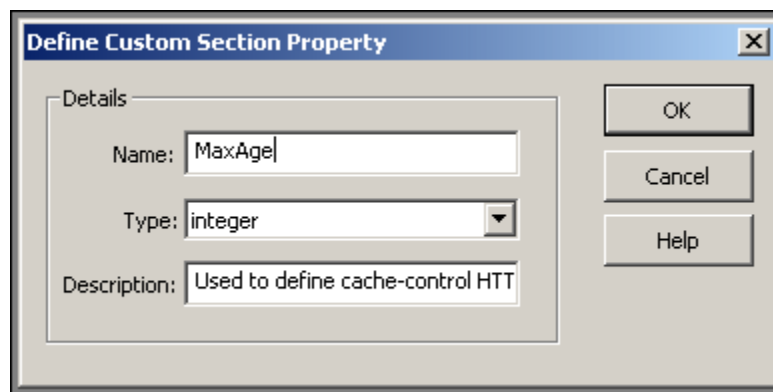 Define Custom Section Property
Details
Name: MaxAge
Type: integer
Description: Used to define cache-control HTT
OK
Cancel
Help